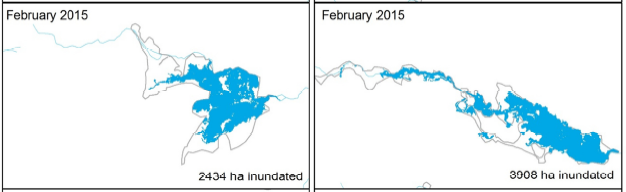 February 2015
2434 ha inundated
February 2015
3908 ha inundated